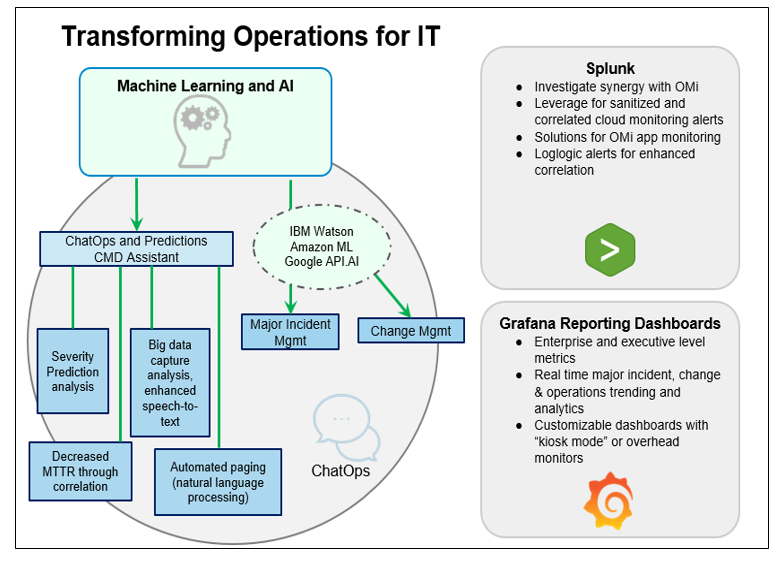 Transforming Operations for IT
Machine Learning and AI
ChatOps and Predictions
CMD Assistant
IBM Watson
Amazon ML
Google API.AI
Major Incident
Mgmt
Change Mgmt
Severity
Prediction
analysis
Big data
capture
analysis,
enhanced
speech-to-
text
Decreased
MTTR through
correlation
Automated paging
(natural language
processing)
ChatOps
Splunk
● Investigate synergy with OMi
● Leverage for sanitized and
correlated cloud monitoring alerts
● Solutions for OMi app monitoring
● Loglogic alerts for enhanced
correlation
>
Grafana Reporting Dashboards
● Enterprise and executive level
metrics
● Real time major incident, change
& operations trending and
analytics
● Customizable dashboards with
“kiosk mode” or overhead
monitors